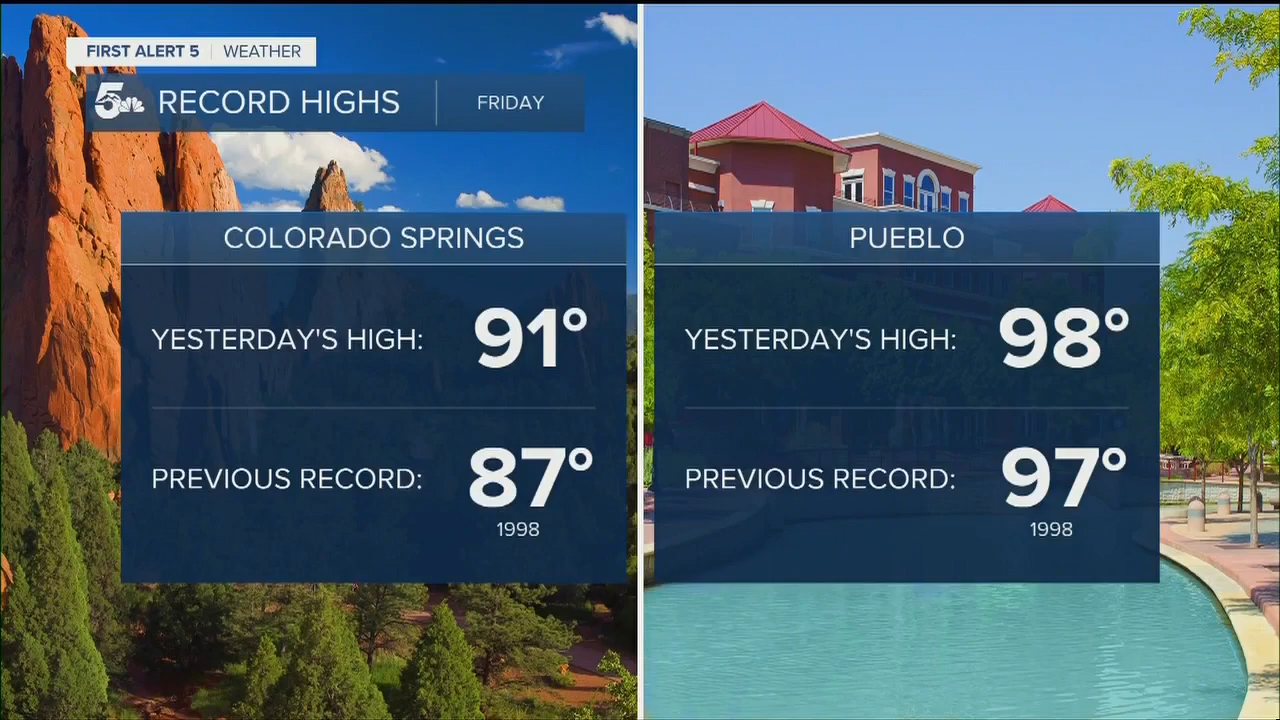 FIRST ALERT 5 | WEATHER
5 RECORD HIGHS | FRIDAY
COLORADO SPRINGS
YESTERDAY'S HIGH: 91°
PREVIOUS RECORD: 87°
1998
PUEBLO
YESTERDAY'S HIGH: 98°
PREVIOUS RECORD: 97°
1998